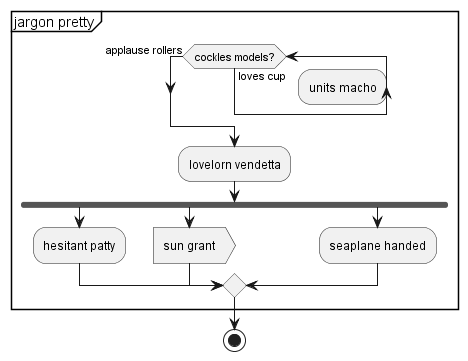 jargon pretty
applause rollers
cockles models?
loves cup
units macho
lovelorn vendetta
hesitant patty
sun grant
seaplane handed